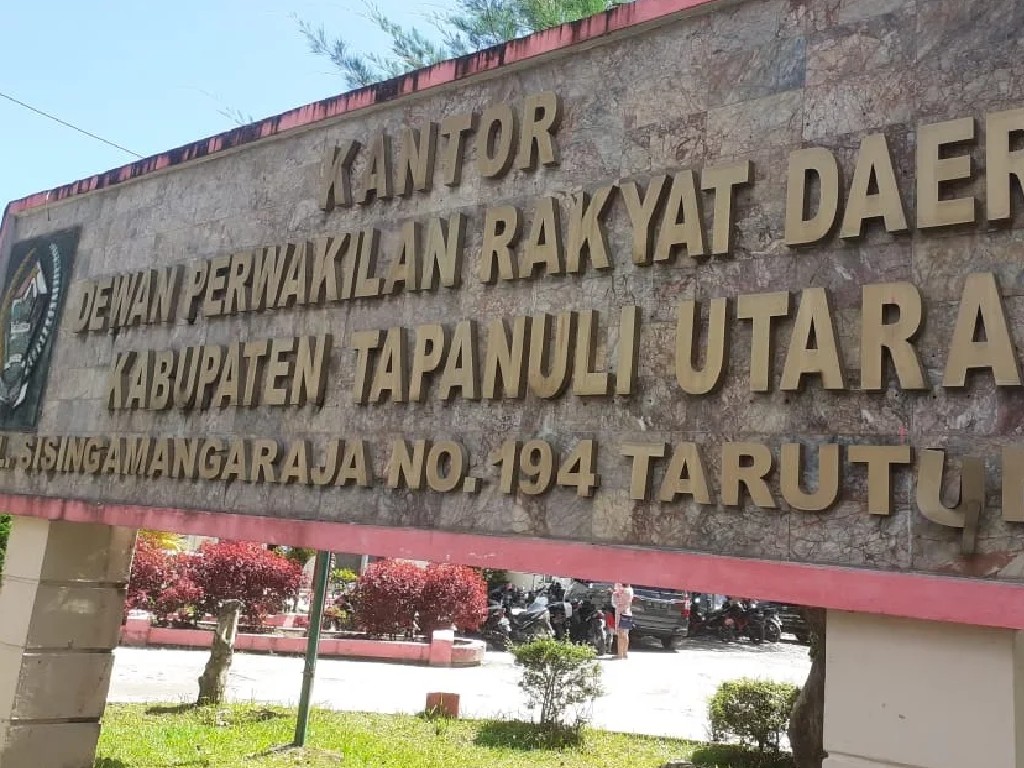 KANTOR
DEWAN PERWAKILAN RAKYAT DAER
KABUPATEN TAPANULI UTARA
L. SISINGAMANGARAJA NO. 194 TARUTU